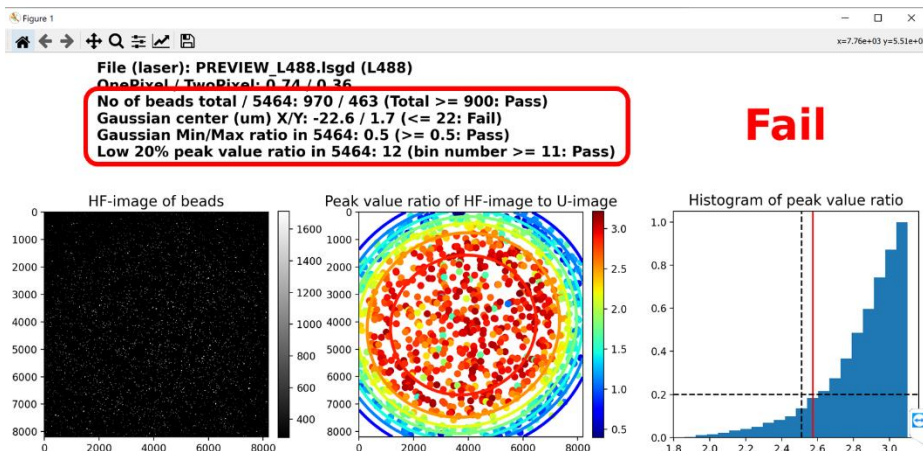 Figure 1
x=7.76e+03 y=5.51e+0
File (laser): PREVIEW_L488.lsgd (L488)
OnePixel / TwoPixel: 0.74 / 0.36
No of beads total / 5464: 970 / 463 (Total >= 900: Pass)
Gaussian center (um) X/Y: -22.6 / 1.7 (<= 22: Fail)
Gaussian Min/Max ratio in 5464: 0.5 (>= 0.5: Pass)
Low 20% peak value ratio in 5464: 12 (bin number >= 11: Pass)
Fail
HF-image of beads
0
1000
2000
3000
4000
5000
6000
7000
8000
0 2000 4000 6000 8000
1600
1400
1200
1000
800
600
400
Peak value ratio of HF-image to U-image
0
1000
2000
3000
4000
5000
6000
7000
8000
0 2000 4000 6000 8000
3.0
2.5
2.0
1.5
1.0
0.5
Histogram of peak value ratio
1.0
0.8
0.6
0.4
0.2
0.0
1.8 2.0 2.2 2.4 2.6 2.8 3.0